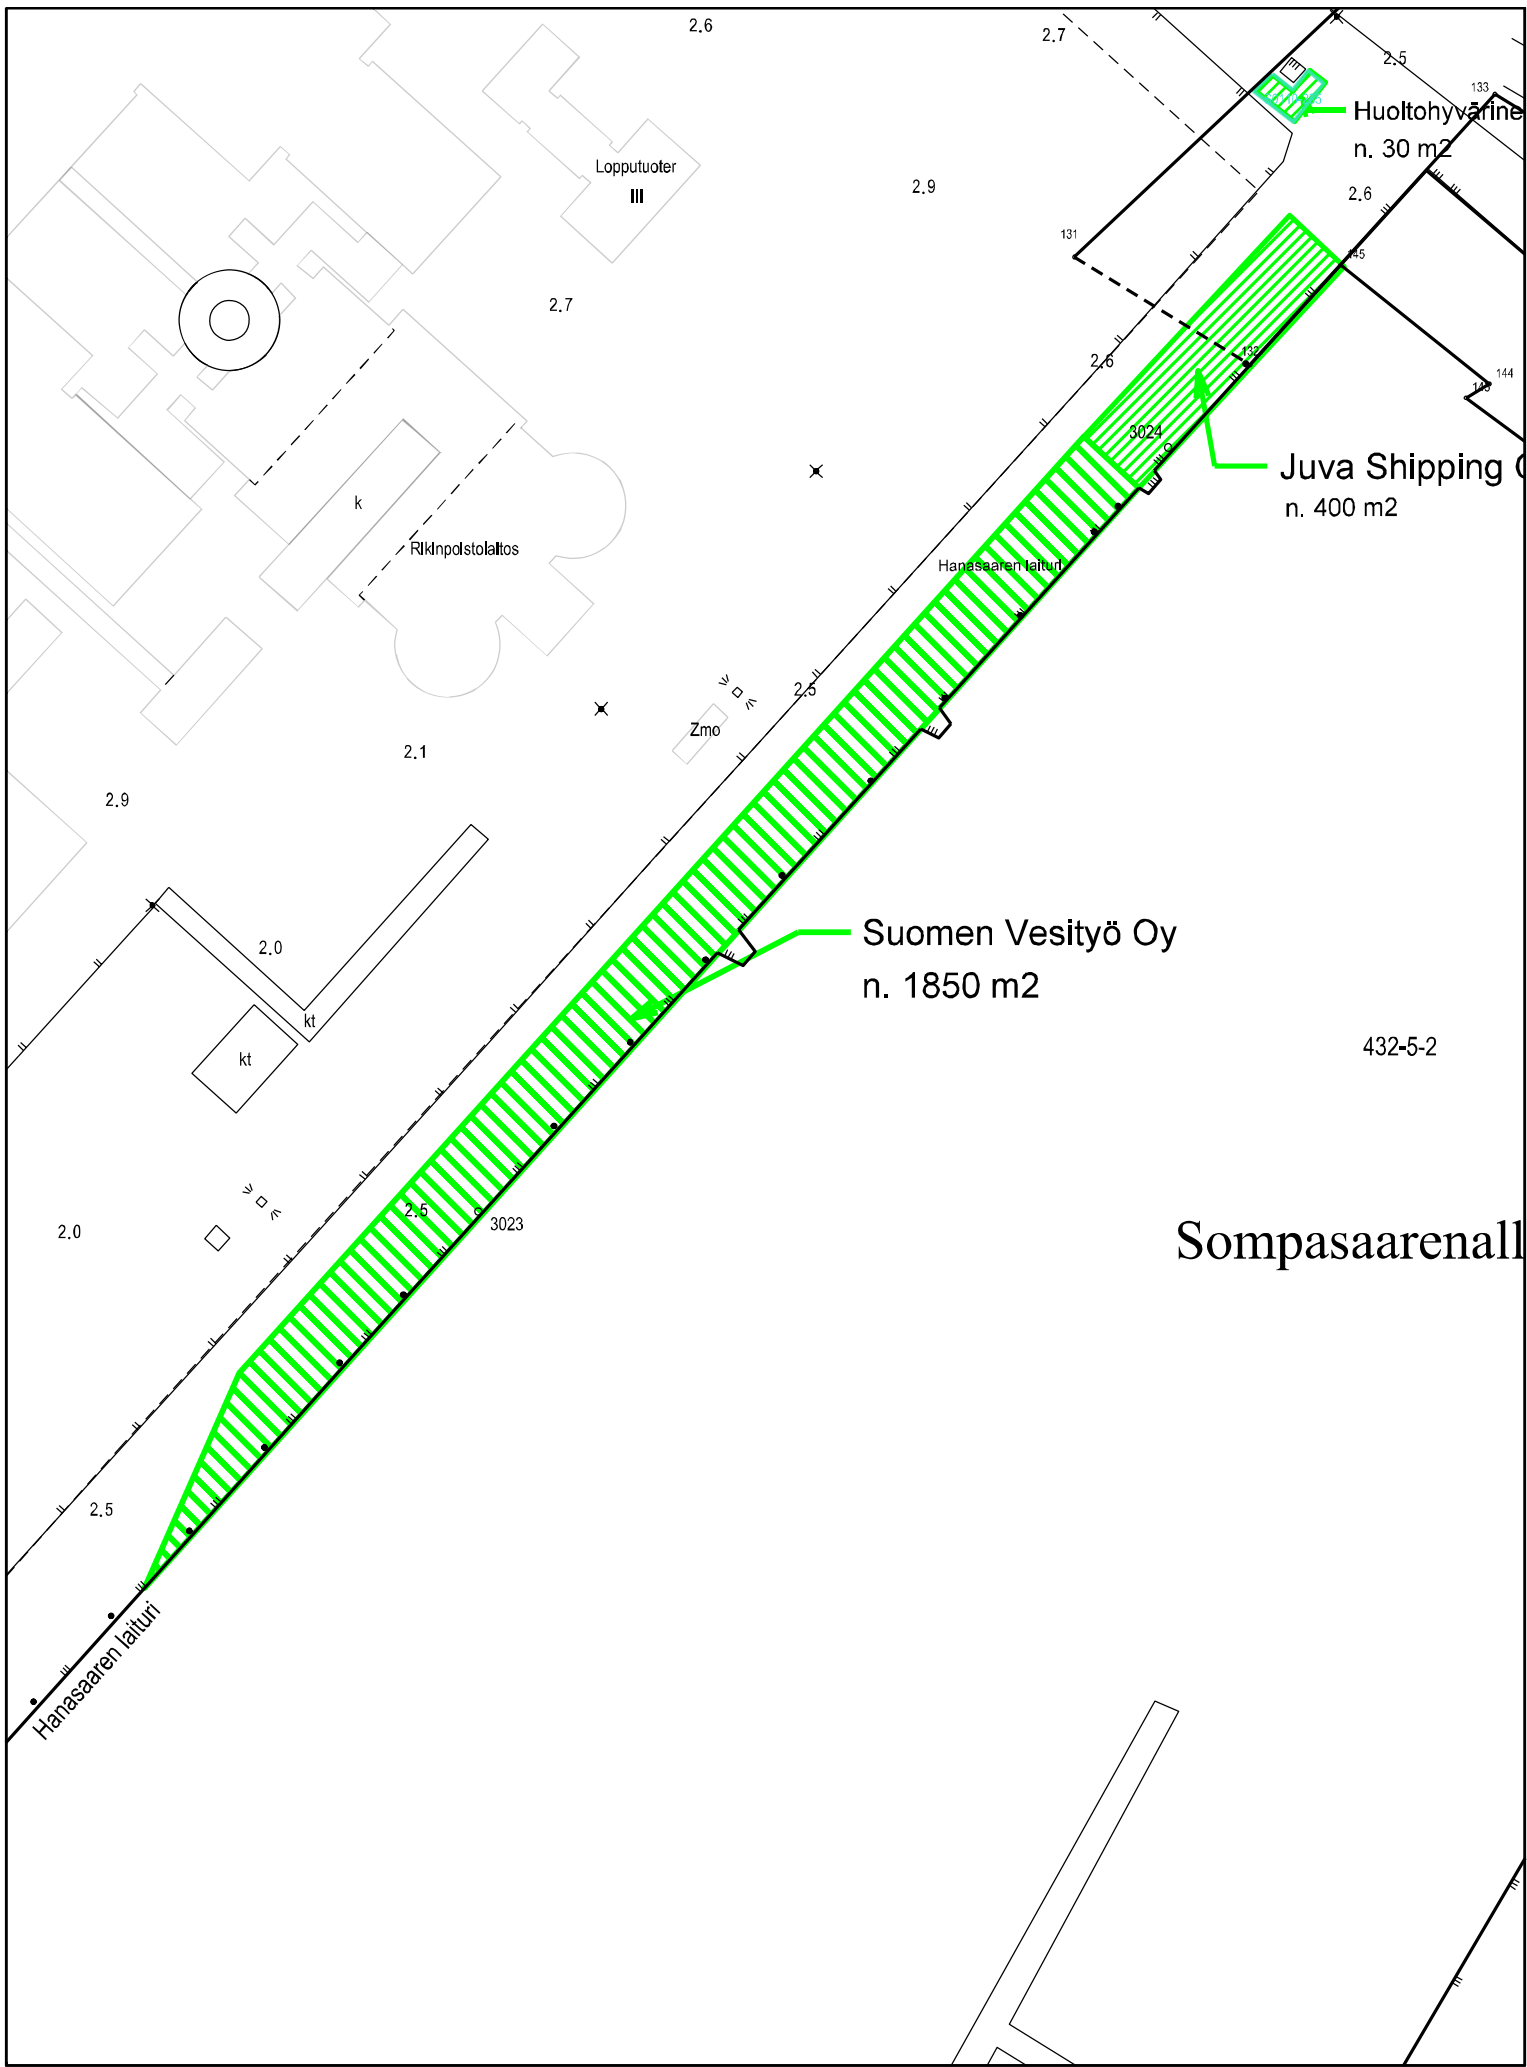 2.6
2.7
2.5
133
Huoltohyvärine
n. 30 m2
Lopputuoter
III
2.9
2.6
131
145
2.7
132
2.6
144
143
3024
Juva Shipping
n. 400 m2
k
Rikinpoistolaitos
Hanasaaren laituri
2.5
Zmo
2.1
2.9
Suomen Vesityö Oy
n. 1850 m2
2.0
kt
kt
432-5-2
2.5
3023
2.0
Sompasaarenall
2.5
Hanasaaren laituri